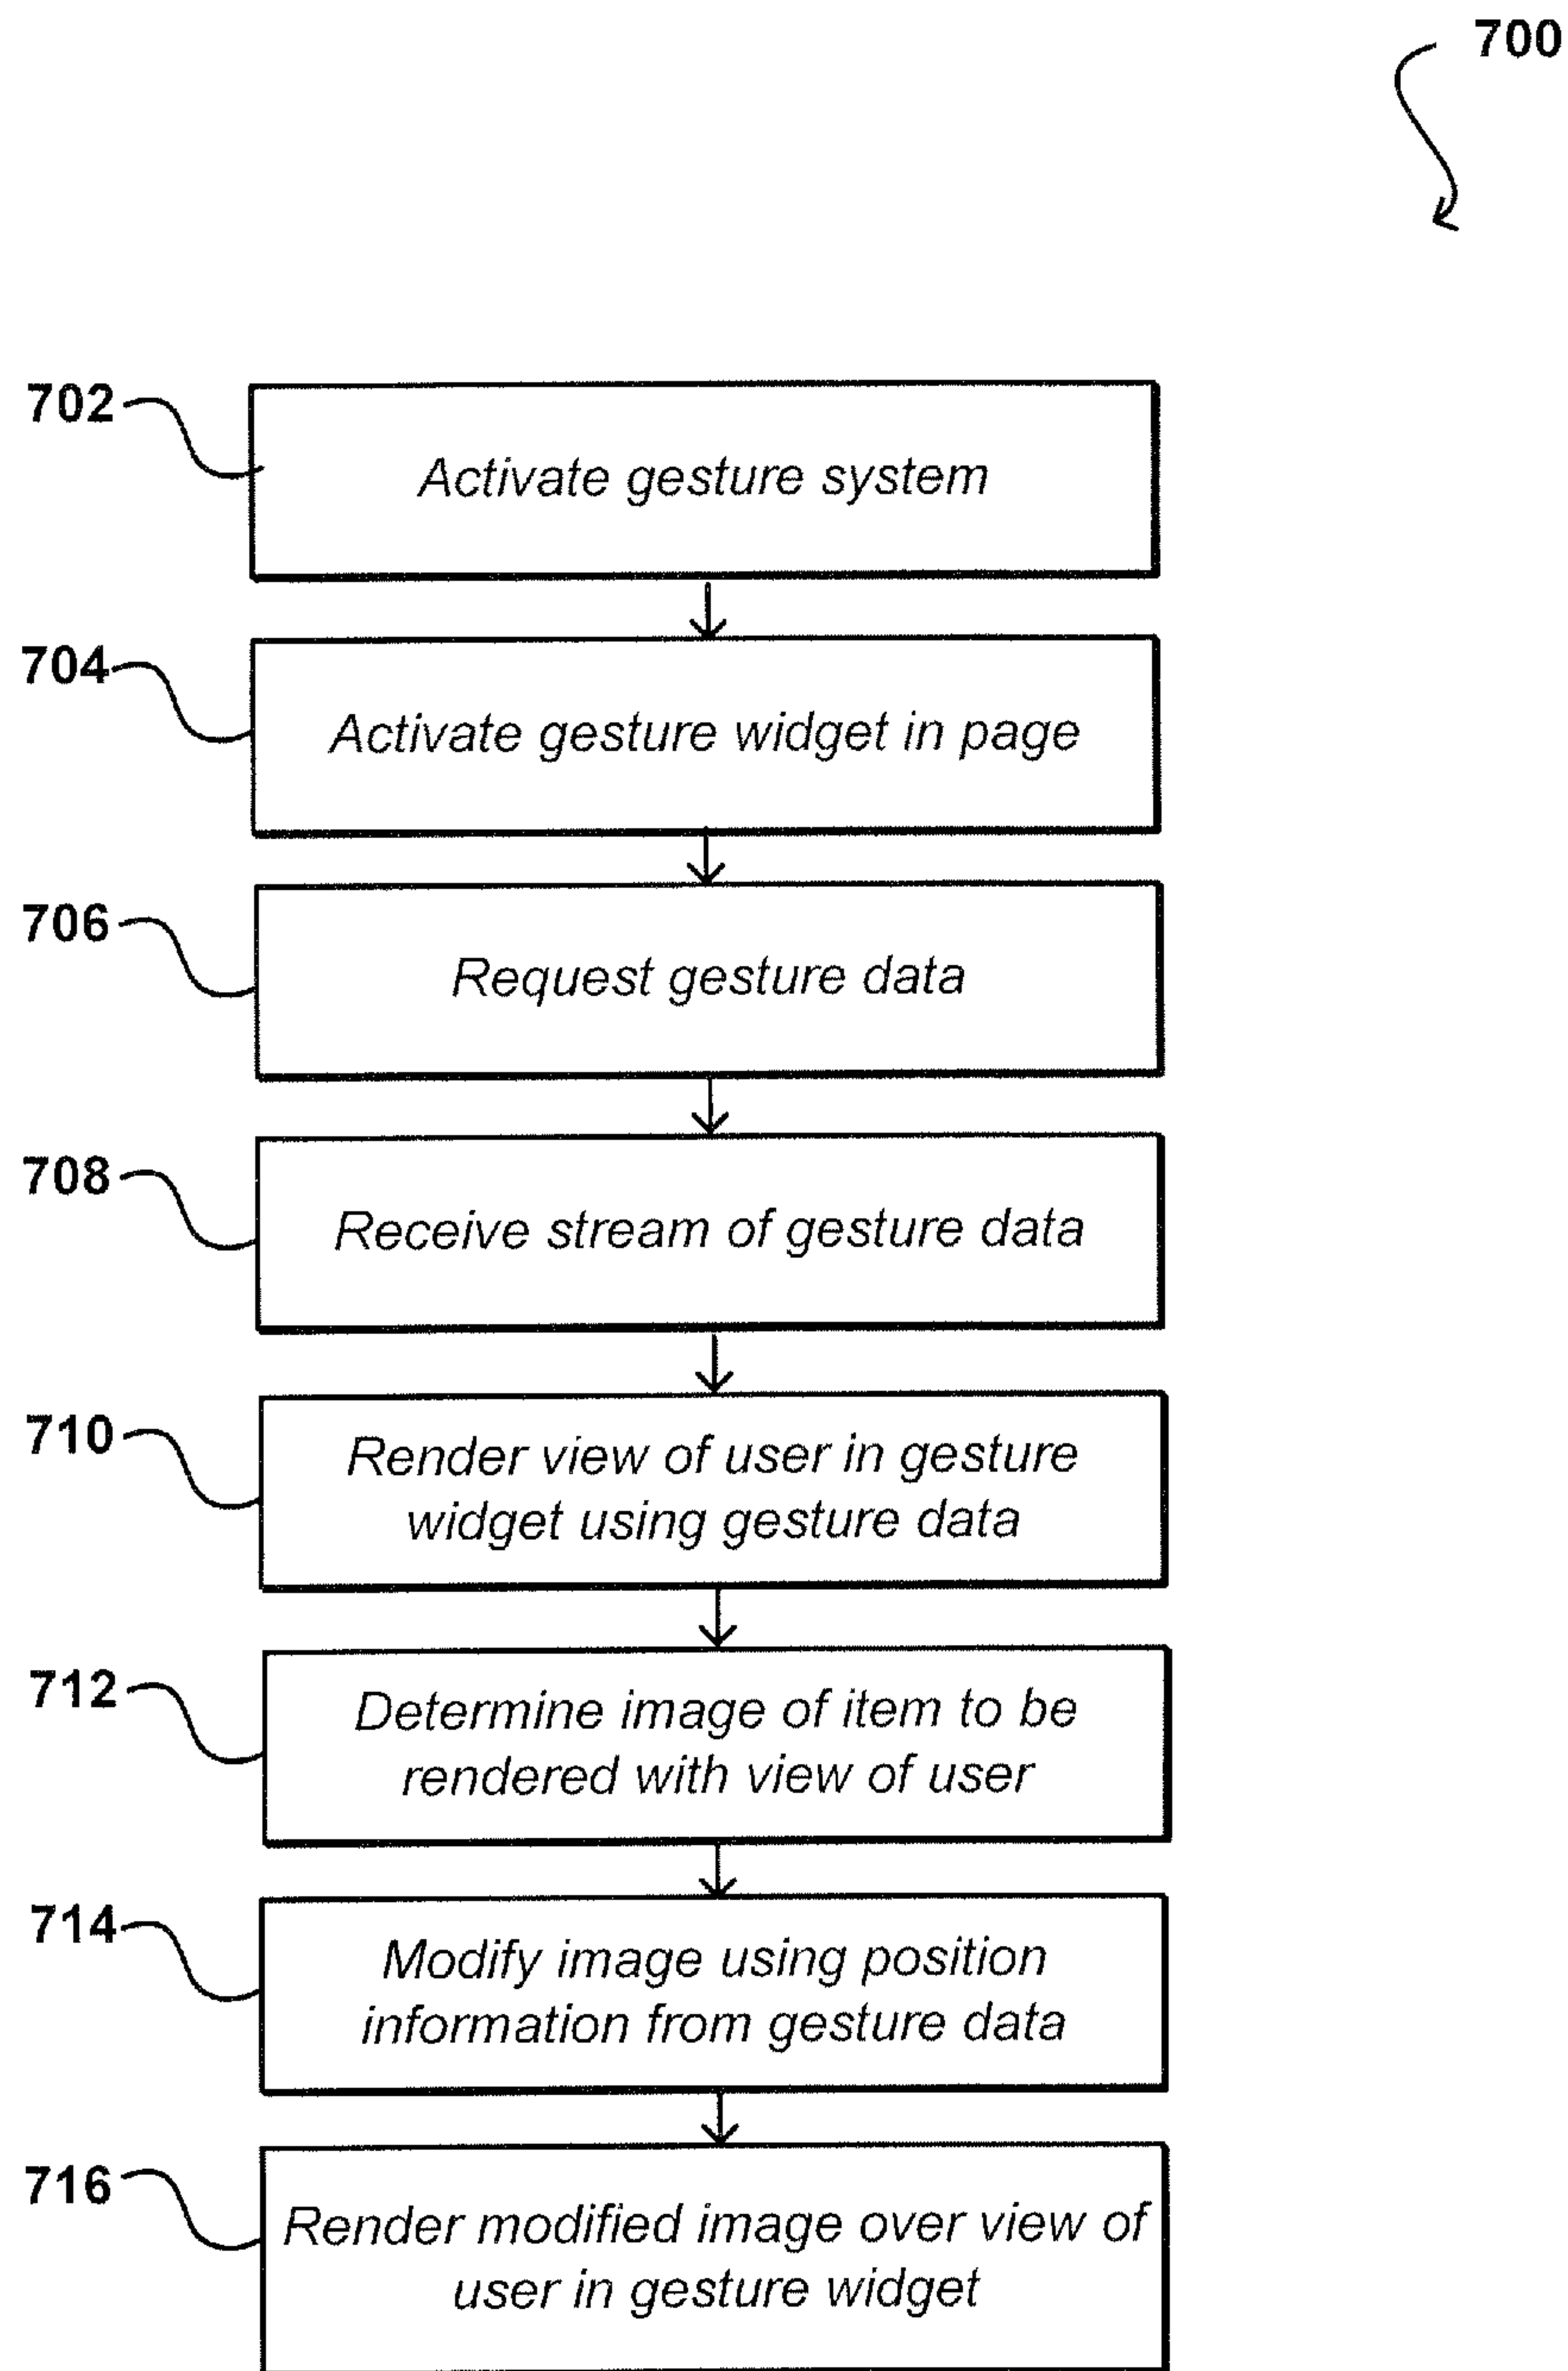 700
702
Activate gesture system
704
Activate gesture widget in page
706
Request gesture data
708
Receive stream of gesture data
710
Render view of user in gesture
widget using gesture data
712
Determine image of item to be
rendered with view of user
714
Modify image using position
information from gesture data
716
Render modified image over view of
user in gesture widget